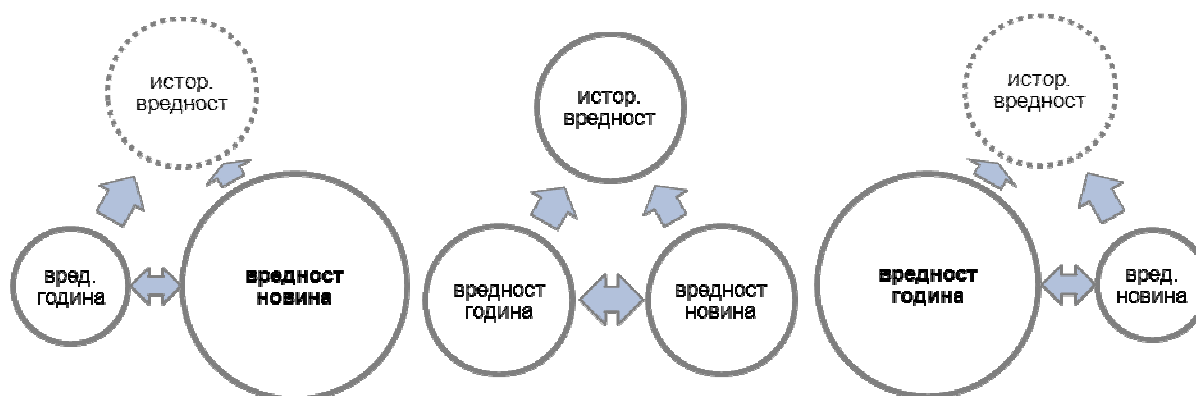 истор.
вредност
вред.
година
вредност
новина
истор.
вредност
вредност
година
вредност
новина
истор.
вредност
вредност
година
вред.
новина